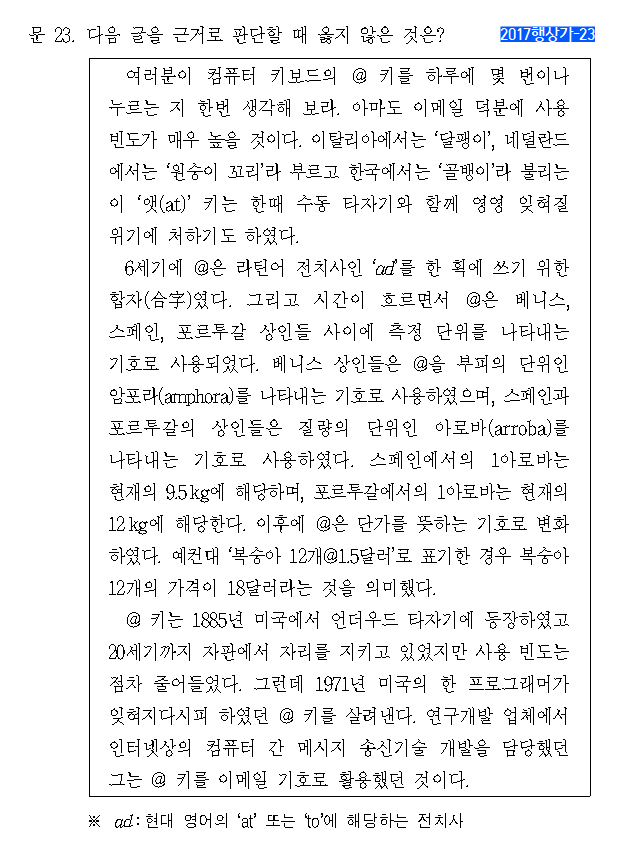 문 23. 다음 글을 근거로 판단할 때 옳지 않은 것은? 2017행상가-23
여러분이 컴퓨터 키보드의 @ 키를 하루에 몇 번이나
누르는 지 한번 생각해 보라. 아마도 이메일 덕분에 사용
빈도가 매우 높을 것이다. 이탈리아에서는 ‘달팽이’, 네덜란드
에서는 ‘원숭이 꼬리’라 부르고 한국에서는 ‘골뱅이’라 불리는
이 ‘앳(at)’ 키는 한때 수동 타자기와 함께 영영 잊혀질
위기에 처하기도 하였다.
6세기에 @은 라틴어 전치사인 ‘ad’를 한 획에 쓰기 위한
합자(合字)였다. 그리고 시간이 흐르면서 @은 베니스,
스페인, 포르투갈 상인들 사이에 측정 단위를 나타내는
기호로 사용되었다. 베니스 상인들은 @을 부피의 단위인
암포라(amphora)를 나타내는 기호로 사용하였으며, 스페인과
포르투갈의 상인들은 질량의 단위인 아로바(arroba)를
나타내는 기호로 사용하였다. 스페인에서의 1아로바는
현재의 9.5kg에 해당하며, 포르투갈에서의 1아로바는 현재의
12kg에 해당한다. 이후에 @은 단가를 뜻하는 기호로 변화
하였다. 예컨대 ‘복숭아 12개@1.5달러’로 표기한 경우 복숭아
12개의 가격이 18달러라는 것을 의미했다.
@ 키는 1885년 미국에서 언더우드 타자기에 등장하였고
20세기까지 자판에서 자리를 지키고 있었지만 사용 빈도는
점차 줄어들었다. 그런데 1971년 미국의 한 프로그래머가
잊혀지다시피 하였던 @ 키를 살려낸다. 연구개발 업체에서
인터넷상의 컴퓨터 간 메시지 송신기술 개발을 담당했던
그는 @ 키를 이메일 기호로 활용했던 것이다.
※ ad : 현대 영어의 ‘at’ 또는 ‘to’에 해당하는 전치사